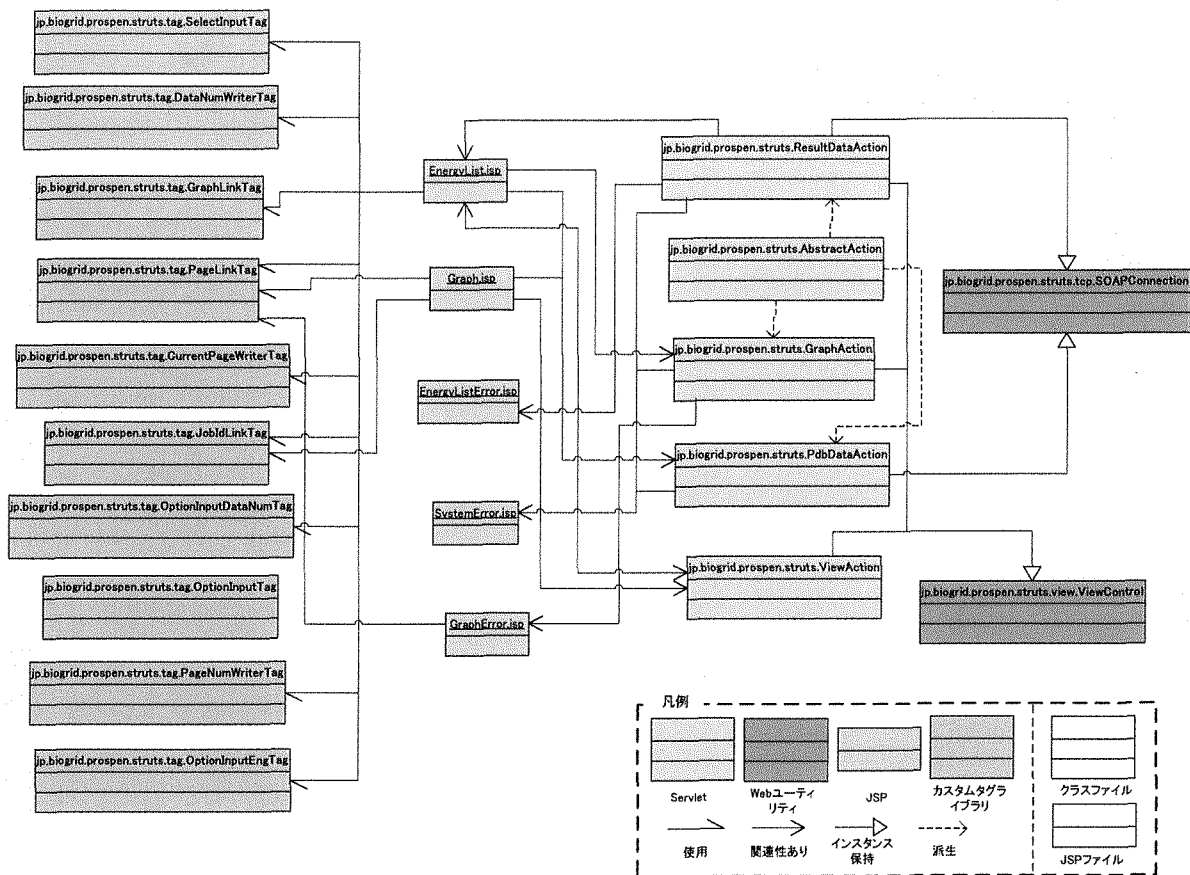 jp.biogrid.prospen.struts.tag.SelectInputTag
jp.biogrid.prospen.struts.tag.DataNumWriterTag
jp.biogrid.prospen.struts.tag.GraphLinkTag
jp.biogrid.prospen.struts.tag.PageLinkTag
jp.biogrid.prospen.struts.tag.CurrentPageWriterTag
jp.biogrid.prospen.struts.tag.JobIdLinkTag
jp.biogrid.prospen.struts.tag.OptionInputDataNumTag
jp.biogrid.prospen.struts.tag.OptionInputTag
jp.biogrid.prospen.struts.tag.PageNumWriterTag
jp.biogrid.prospen.struts.tag.OptionInputEngTag
EnergyList.jsp
Graph.jsp
EnergyListError.jsp
SystemError.jsp
GraphError.jsp
jp.biogrid.prospen.struts.ResultDataAction
jp.biogrid.prospen.struts.AbstractAction
jp.biogrid.prospen.struts.GraphAction
jp.biogrid.prospen.struts.PdbDataAction
jp.biogrid.prospen.struts.ViewAction
jp.biogrid.prospen.struts.tcp.SOAPConnection
jp.biogrid.prospen.struts.view.ViewControl
凡例
Servlet
Webユーティ
リティ
JSP
カスタムタグラ
イブラリ
クラスファイル
使用
関連性あり
インスタンス
保持
派生
JSPファイル